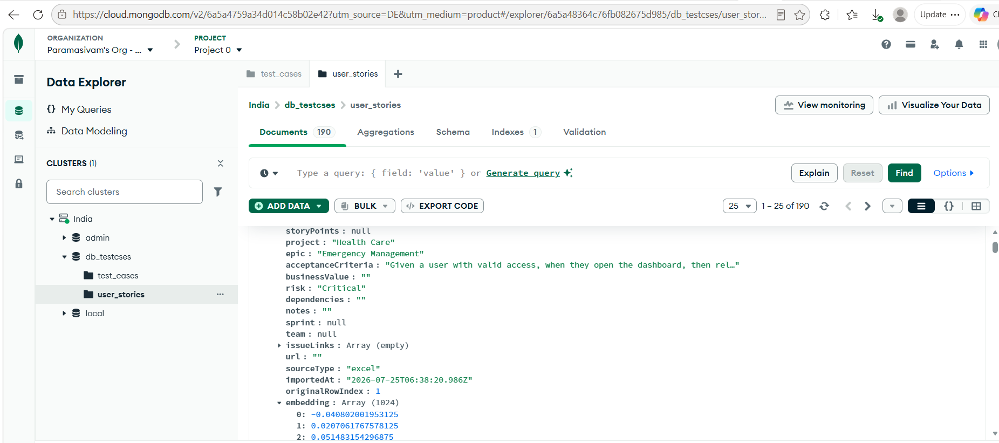 https://cloud.mongodb.com/v2/6a5a4759a34d014c58b02e42?utm_source=DE&utm_medium=product#/explorer/6a5a48364c76fb082675d985/db_testcses/user_stor...
Update
Ch
ORGANIZATION
Paramasivam's Org - ...
PROJECT
Project 0
Data Explorer
My Queries
Data Modeling
CLUSTERS (1)
Search clusters
India
admin
db_testcses
test_cases
user_stories
local
test_cases
user_stories
India
db_testcses
user_stories
View monitoring
Visualize Your Data
Documents 190
Aggregations
Schema
Indexes 1
Validation
Type a query: { field: 'value' } or Generate query
Explain
Reset
Find
Options
ADD DATA
BULK
EXPORT CODE
25
1 – 25 of 190
storyPoints : null
project : "Health Care"
epic : "Emergency Management"
acceptanceCriteria : "Given a user with valid access, when they open the dashboard, then rel…"
businessValue : ""
risk : "Critical"
dependencies : ""
notes : ""
sprint : null
team : null
issueLinks : Array (empty)
url : ""
sourceType : "excel"
importedAt : "2026-07-25T06:38:20.986Z"
originalRowIndex : 1
embedding : Array (1024)
0: -0.040802001953125
1: 0.0207061767578125
2: 0.051483154296875